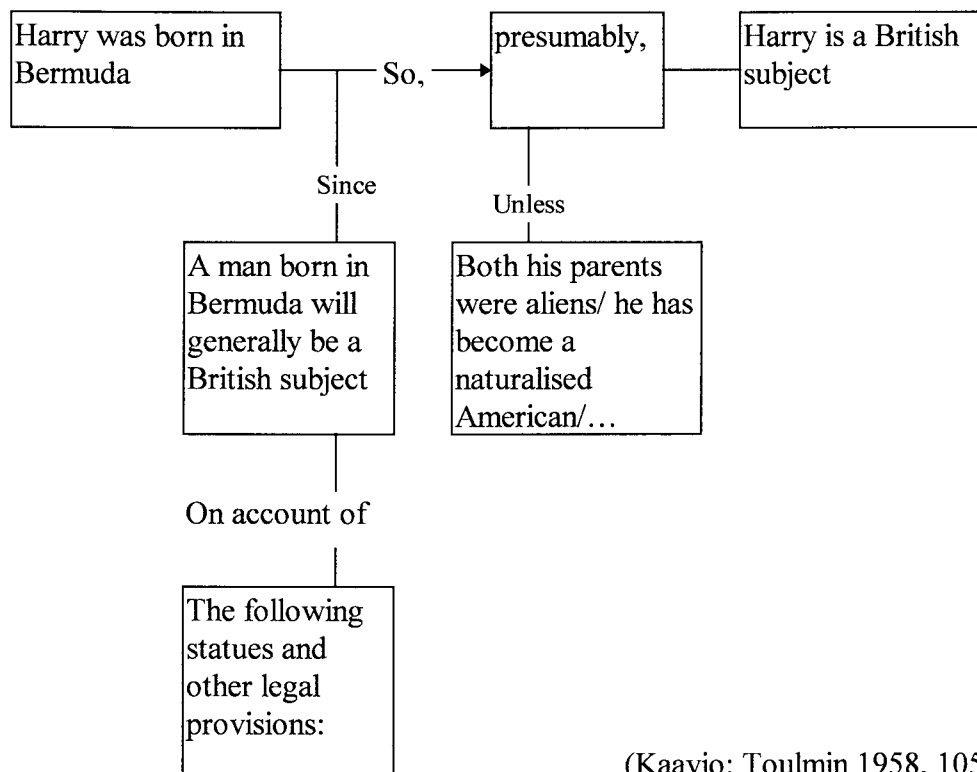 Harry was born in
Bermuda
So,
presumably,
Harry is a British
subject
Since
Unless
A man born in
Bermuda will
generally be a
British subject
Both his parents
were aliens/ he has
become a
naturalised
American/…
On account of
The following
statues and
other legal
provisions:
(Kaavio: Toulmin 1958, 105